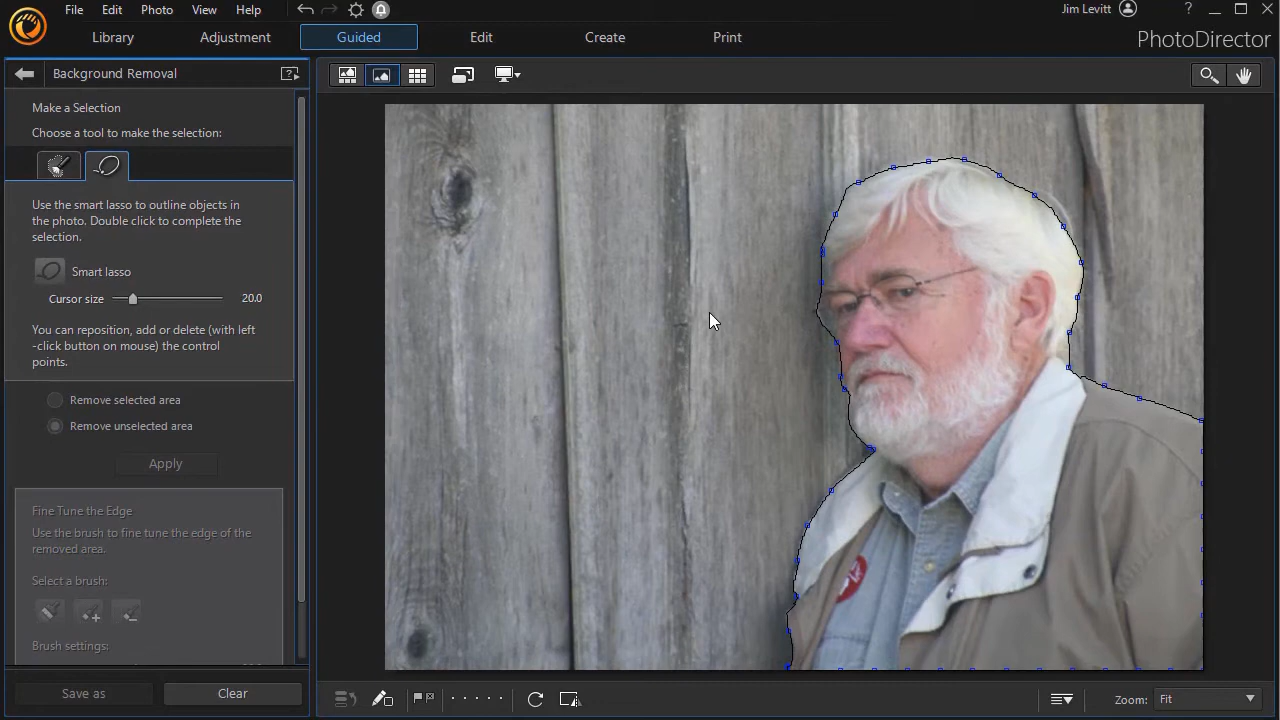 File Edit Photo View Help
Jim Levitt
?
Library Adjustment Guided Edit Create Print
PhotoDirector
Background Removal
Make a Selection
Choose a tool to make the selection:
Use the smart lasso to outline objects in
the photo. Double click to complete the
selection.
Smart lasso
Cursor size 20.0
You can reposition, add or delete (with left
-click button on mouse) the control
points.
Remove selected area
Remove unselected area
Apply
Fine Tune the Edge
Use the brush to fine tune the edge of the
removed area.
Select a brush:
Brush settings:
Save as Clear
Zoom: Fit